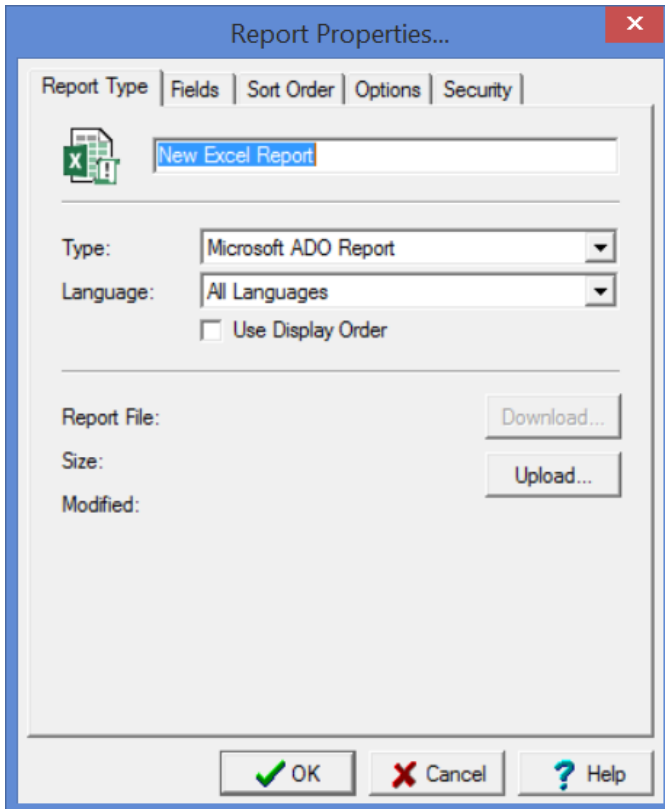 Report Properties...
Report Type Fields Sort Order Options Security
New Excel Report
Type: Microsoft ADO Report
Language: All Languages
Use Display Order
Report File: Download...
Size:
Upload...
Modified:
OK Cancel ? Help